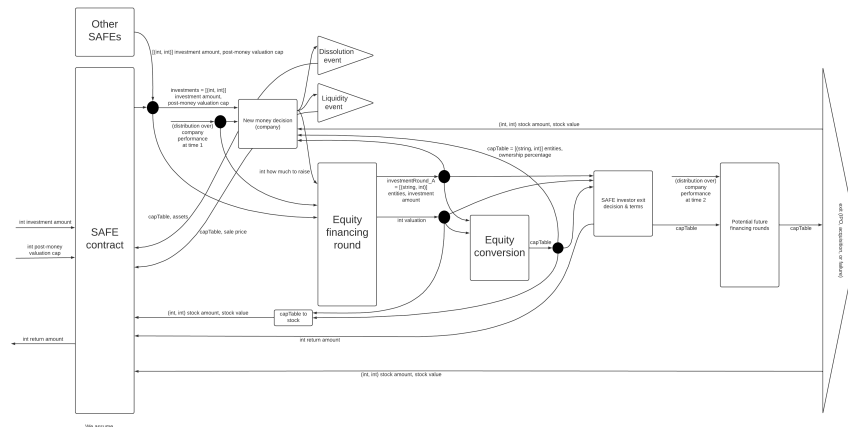 Other
SAFEs
[(int, int)] investment amount, post-money valuation cap
Dissolution
event
investments = [(int, int)]
investment amount,
post-money valuation cap
Liquidity
event
New money decision
(company)
(distribution over)
company
performance
at time 1
(int, int) stock amount, stock value
capTable = [(string, int)] entities,
ownership percentage
int how much to raise
investmentRound_A
= [(string, int)]
entities, investment
amount
(distribution over)
company
performance
at time 2
SAFE investor exit
decision & terms
Potential future
financing rounds
exit (IPO, acquisition, or failure)
int investment amount
capTable, assets
int valuation
Equity
financing
round
SAFE
contract
capTable, sale price
Equity
conversion
capTable
capTable
capTable
int post-money
valuation cap
(int, int) stock amount, stock value
capTable to
stock
int return amount
int return amount
(int, int) stock amount, stock value
We assume